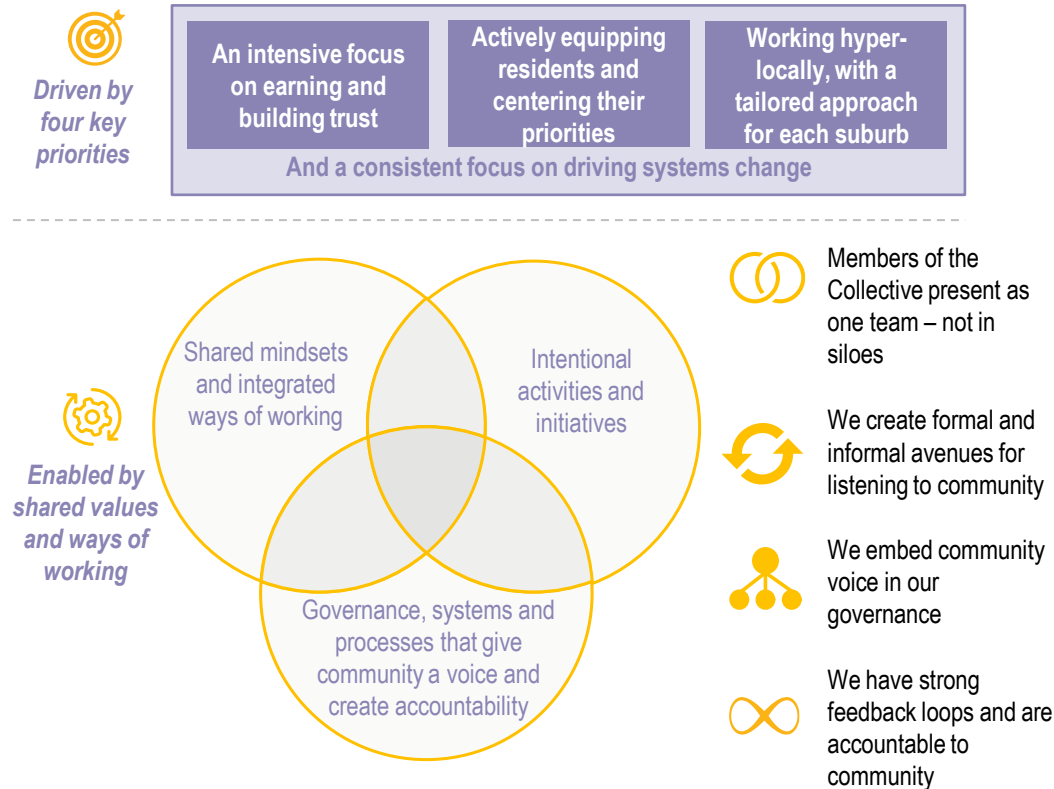 Driven by
four key
priorities
An intensive focus
on earning and
building trust
Actively equipping
residents and
centering their
priorities
Working hyper-
locally, with a
tailored approach
for each suburb
And a consistent focus on driving systems change
Enabled by
shared values
and ways of
working
Shared mindsets
and integrated
ways of working
Intentional
activities and
initiatives
Governance, systems and
processes that give
community a voice and
create accountability
Members of the
Collective present as
one team – not in
siloes
We create formal and
informal avenues for
listening to community
We embed community
voice in our
governance
We have strong
feedback loops and are
accountable to
community